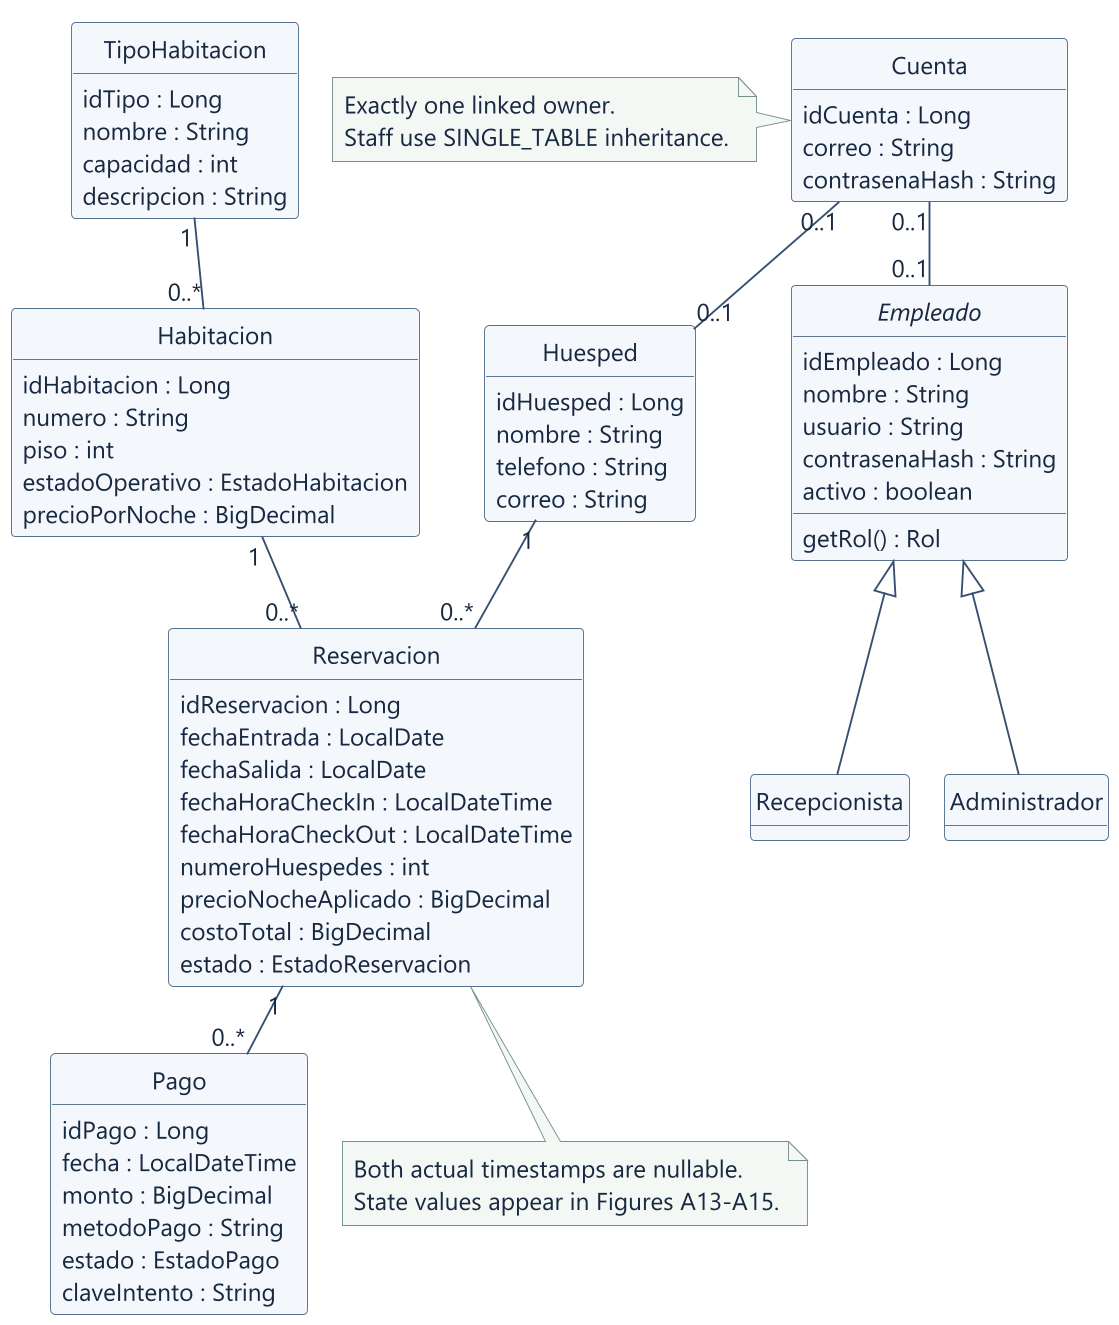 TipoHabitacion
idTipo : Long
nombre : String
capacidad : int
descripcion : String
Exactly one linked owner.
Staff use SINGLE_TABLE inheritance.
Cuenta
idCuenta : Long
correo : String
contrasenaHash : String
1
0..*
0..1
0..1
0..1
0..1
Habitacion
idHabitacion : Long
numero : String
piso : int
estadoOperativo : EstadoHabitacion
precioPorNoche : BigDecimal
Huesped
idHuesped : Long
nombre : String
telefono : String
correo : String
Empleado
idEmpleado : Long
nombre : String
usuario : String
contrasenaHash : String
activo : boolean
getRol() : Rol
1
0..*
1
0..*
Reservacion
idReservacion : Long
fechaEntrada : LocalDate
fechaSalida : LocalDate
fechaHoraCheckIn : LocalDateTime
fechaHoraCheckOut : LocalDateTime
numeroHuespedes : int
precioNocheAplicado : BigDecimal
costoTotal : BigDecimal
estado : EstadoReservacion
Recepcionista
Administrador
1
0..*
Pago
idPago : Long
fecha : LocalDateTime
monto : BigDecimal
metodoPago : String
estado : EstadoPago
claveIntento : String
Both actual timestamps are nullable.
State values appear in Figures A13-A15.